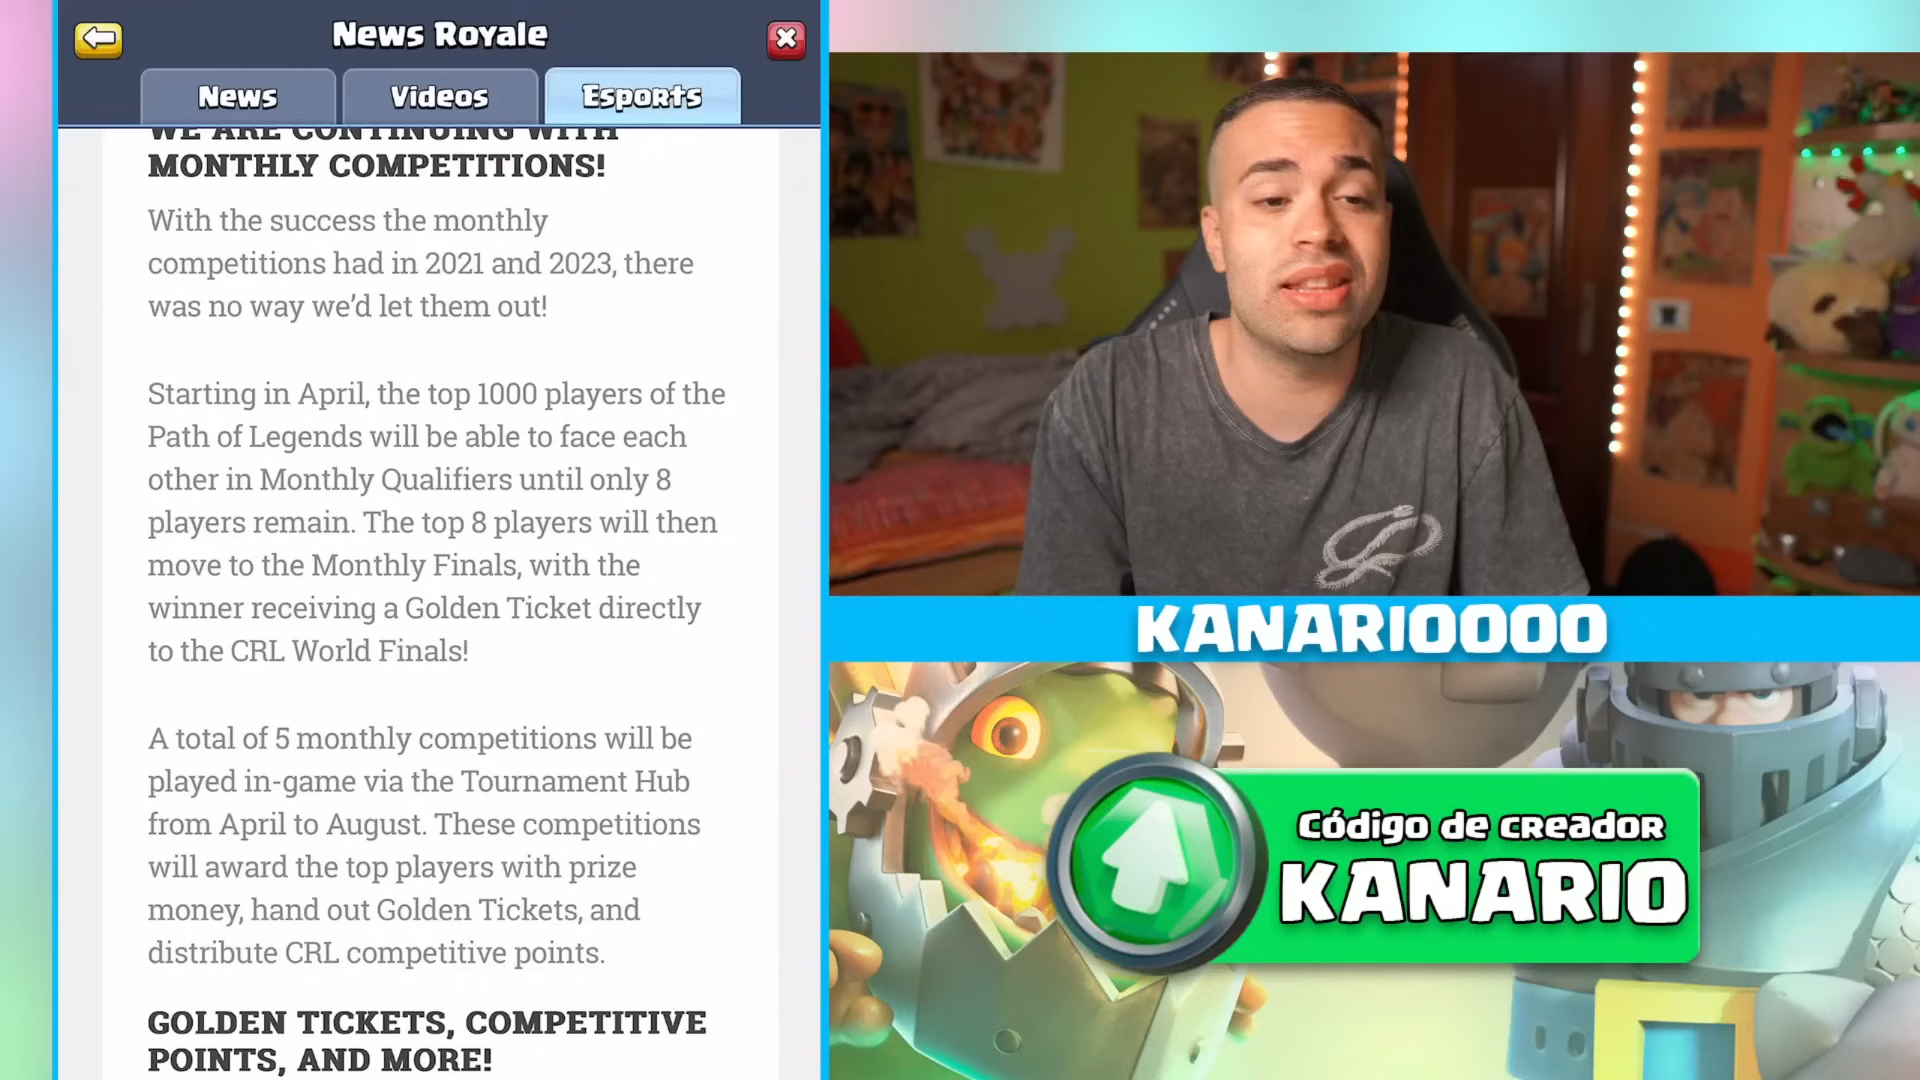 News Royale
News
Videos
Esports
WE ARE CONTINUING WITH
MONTHLY COMPETITIONS!
With the success the monthly
competitions had in 2021 and 2023, there
was no way we’d let them out!
Starting in April, the top 1000 players of the
Path of Legends will be able to face each
other in Monthly Qualifiers until only 8
players remain. The top 8 players will then
move to the Monthly Finals, with the
winner receiving a Golden Ticket directly
to the CRL World Finals!
A total of 5 monthly competitions will be
played in-game via the Tournament Hub
from April to August. These competitions
will award the top players with prize
money, hand out Golden Tickets, and
distribute CRL competitive points.
GOLDEN TICKETS, COMPETITIVE
POINTS, AND MORE!
KANARIOOOO
Código de creador
KANARIO